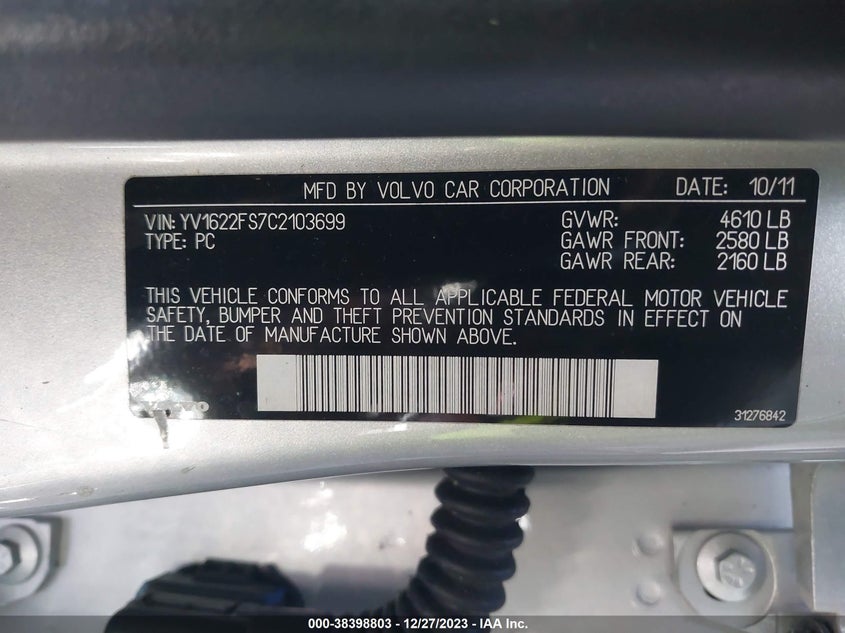 MFD BY VOLVO CAR CORPORATION DATE: 10/11
VIN: YV1622FS7C2103699 GVWR: 4610 LB
TYPE: PC GAWR FRONT: 2580 LB
GAWR REAR: 2160 LB
THIS VEHICLE CONFORMS TO ALL APPLICABLE FEDERAL MOTOR VEHICLE
SAFETY, BUMPER AND THEFT PREVENTION STANDARDS IN EFFECT ON
THE DATE OF MANUFACTURE SHOWN ABOVE.
31276842
000-38398803 - 12/27/2023 - IAA Inc.